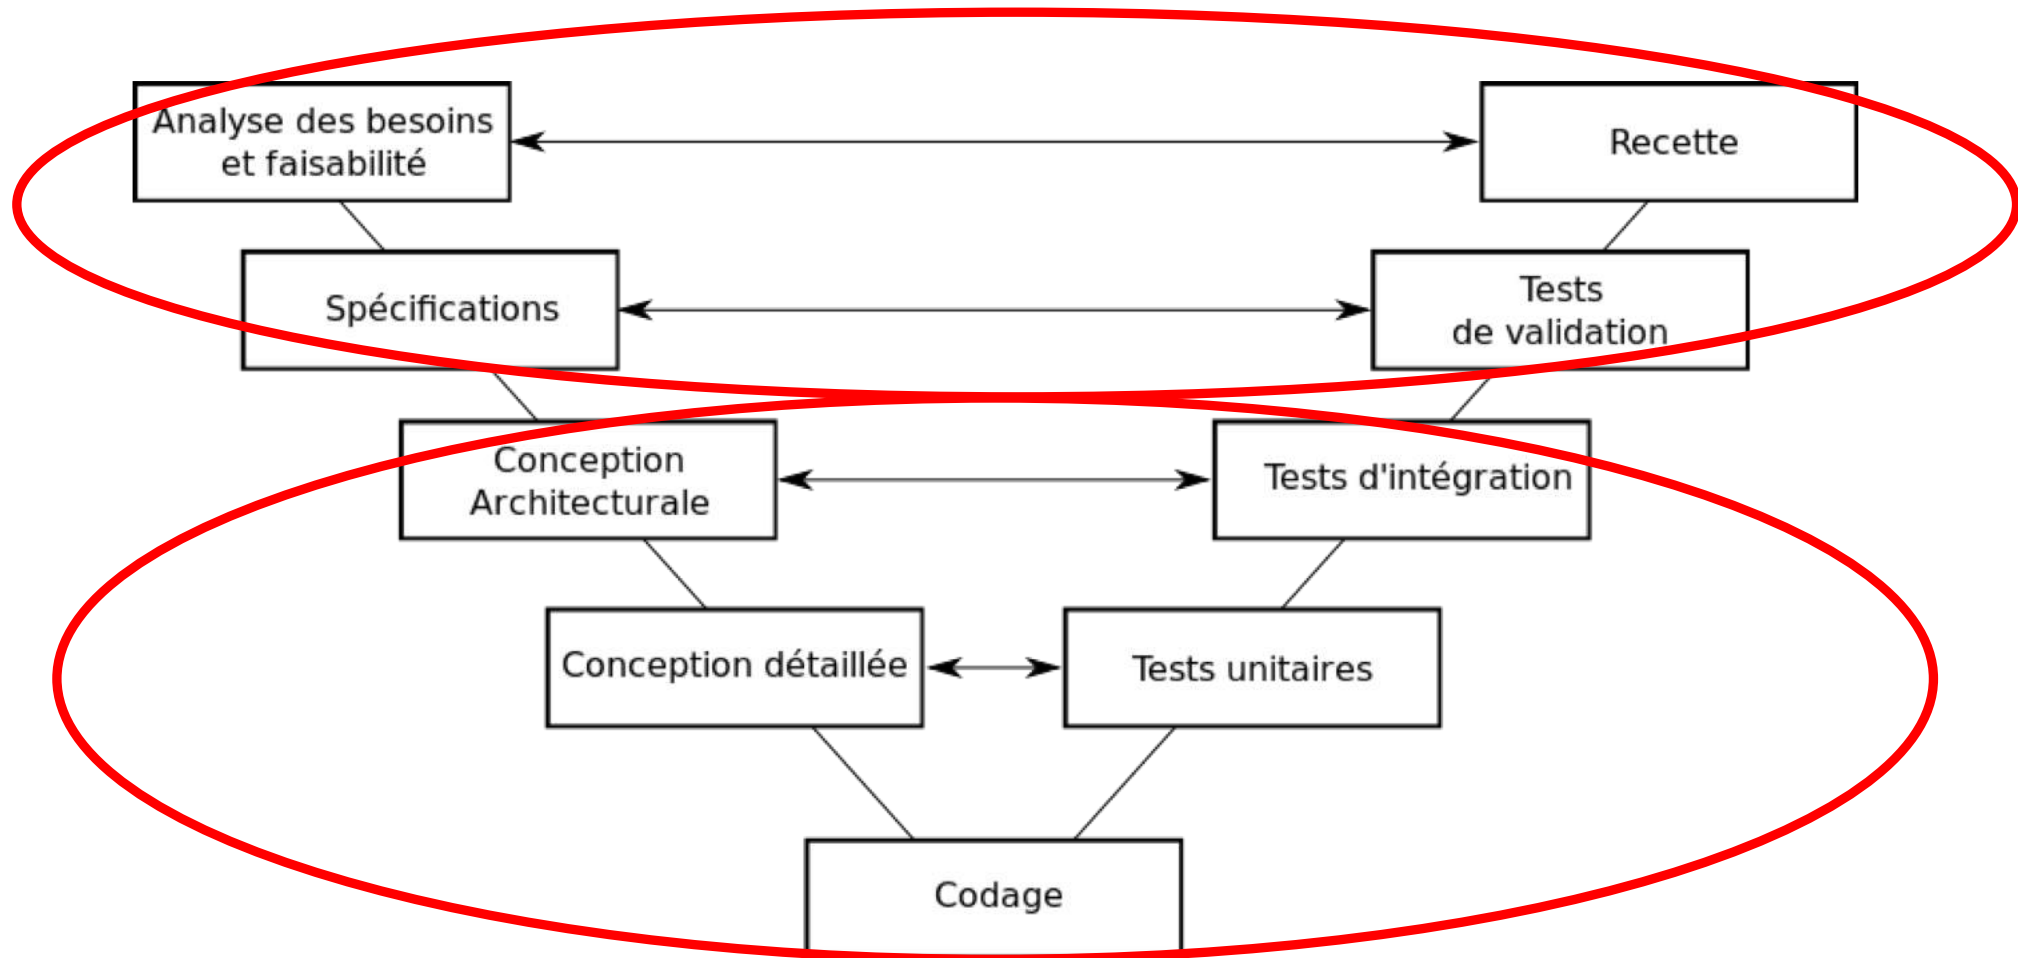 Analyse des besoins
et faisabilité
Recette
Spécifications
Tests
de validation
Conception
Architecturale
Tests d'intégration
Conception détaillée
Tests unitaires
Codage